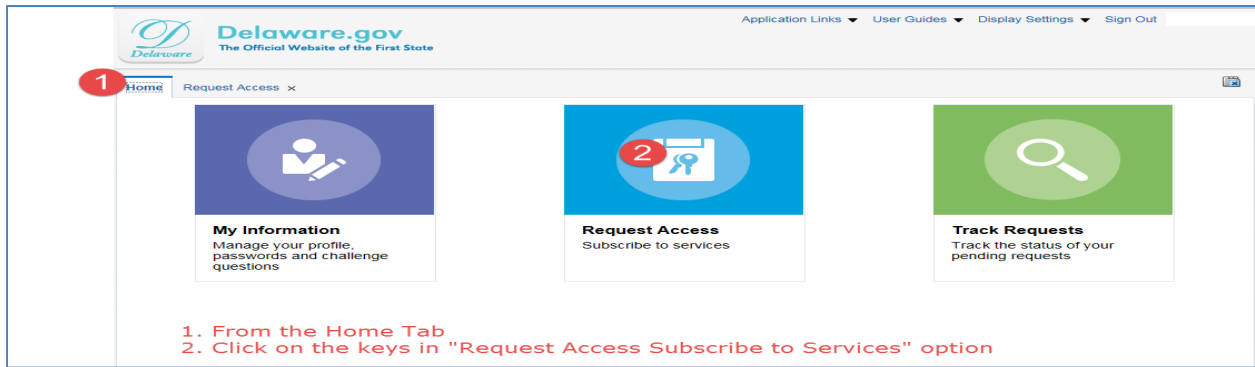 Application Links User Guides Display Settings Sign Out
Delaware
Delaware.gov
The Official Website of the First State
1
Home Request Access x
2
My Information
Manage your profile,
passwords and challenge
questions
Request Access
Subscribe to services
Track Requests
Track the status of your
pending requests
1. From the Home Tab
2. Click on the keys in "Request Access Subscribe to Services" option